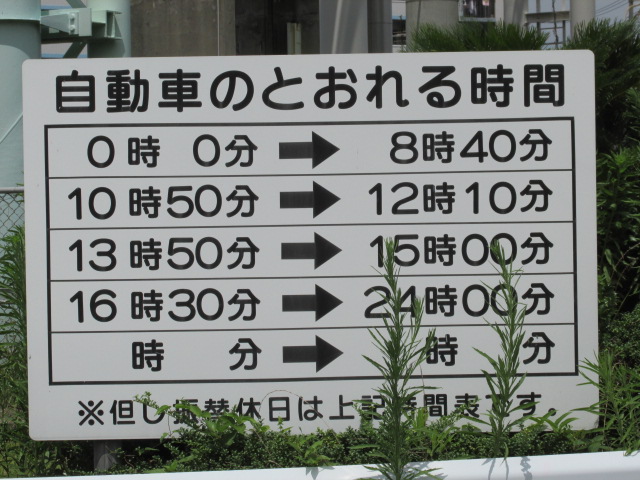 自動車のとおれる時間
0時 0分 ➡ 8時40分
10時50分 ➡ 12時10分
13時50分 ➡ 15時00分
16時30分 ➡ 24時00分
時 分 ➡ 時 分
※但し振替休日は上記時間表です。